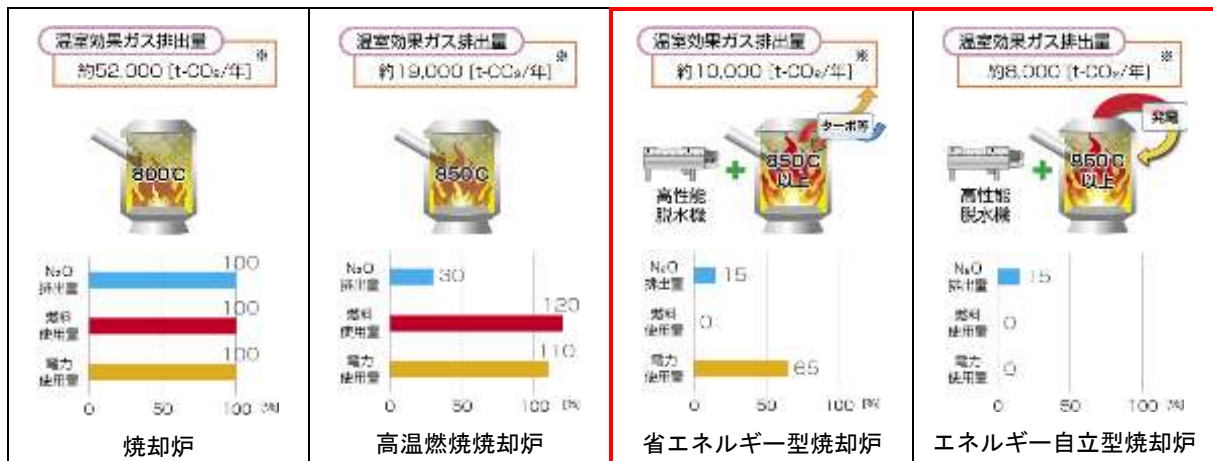 温室効果ガス排出量
約52,000 [t-CO₂/年]
※
800℃
N₂O
排出量
100
燃料
使用量
100
電力
使用量
100
0 50 100 [%]
焼却炉
温室効果ガス排出量
約19,000 [t-CO₂/年]
※
850℃
N₂O
排出量
30
燃料
使用量
120
電力
使用量
110
0 50 100 [%]
高温燃焼焼却炉
温室効果ガス排出量
約10,000 [t-CO₂/年]
※
ターボ等
850℃
以上
高性能
脱水機
+
N₂O
排出量
15
燃料
使用量
0
電力
使用量
65
0 50 100 [%]
省エネルギー型焼却炉
温室効果ガス排出量
約8,000 [t-CO₂/年]
※
発電
850℃
以上
高性能
脱水機
+
N₂O
排出量
15
燃料
使用量
0
電力
使用量
0
0 50 100 [%]
エネルギー自立型焼却炉